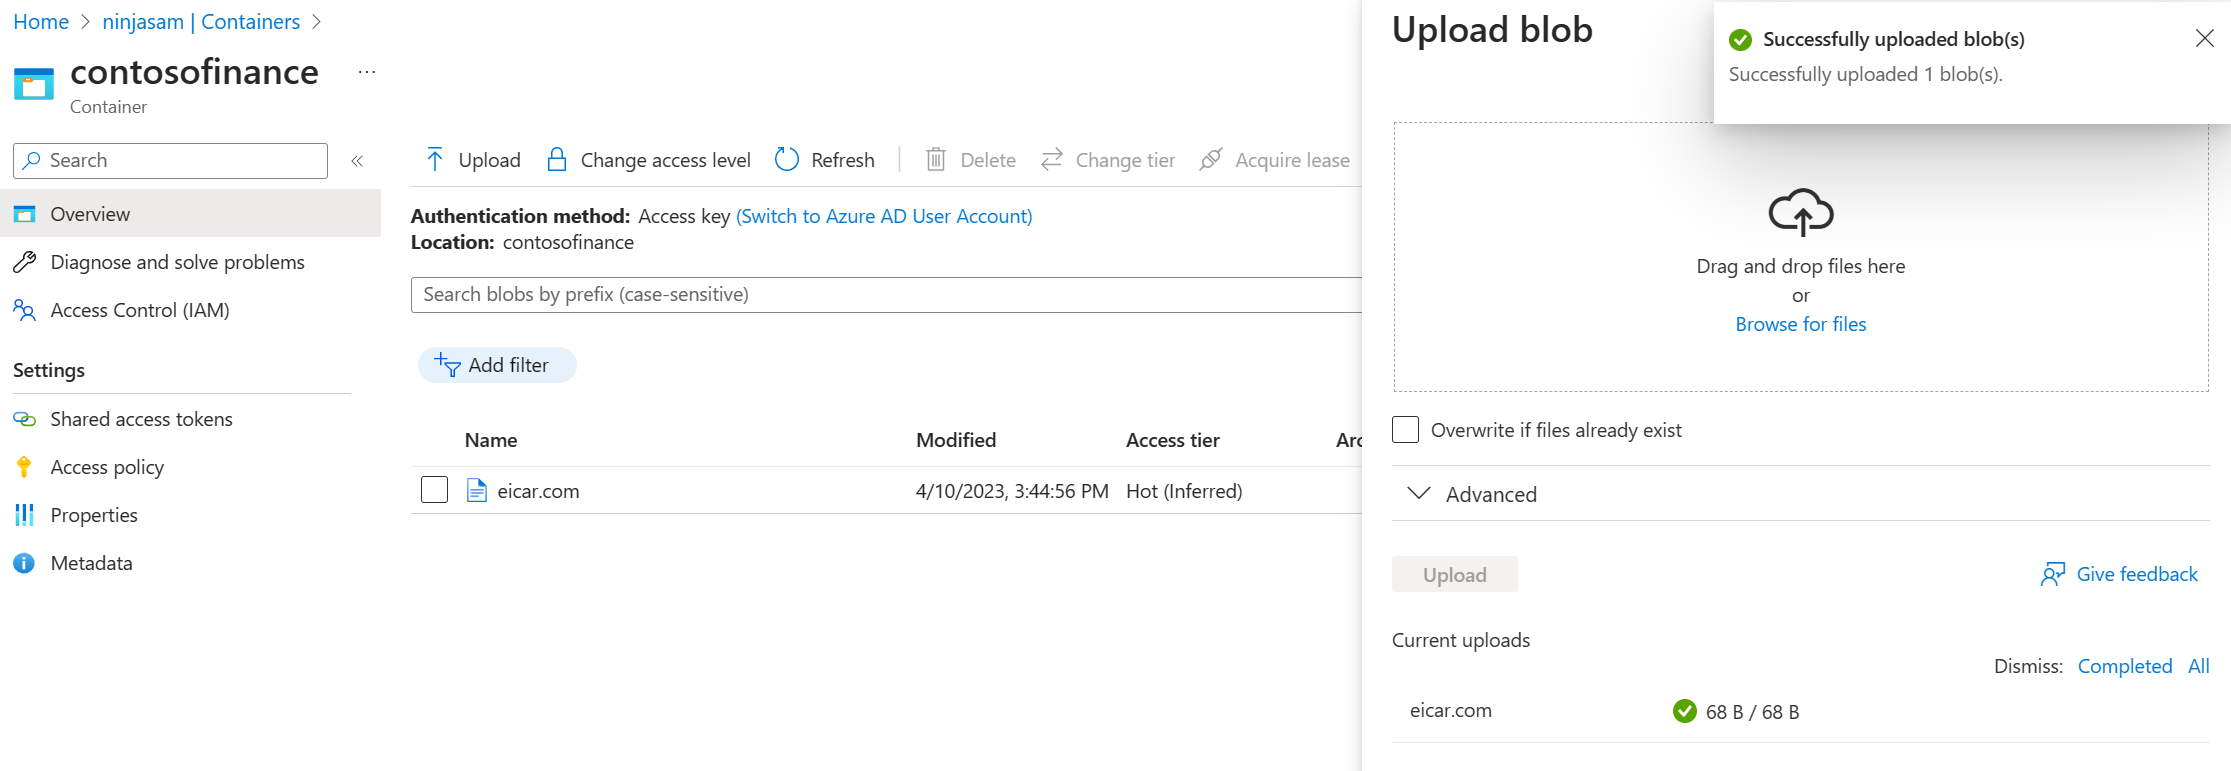 Home > ninjasam | Containers >
contosofinance ...
Container
Search «
Overview
Diagnose and solve problems
Access Control (IAM)
Settings
Shared access tokens
Access policy
Properties
Metadata
Upload Change access level Refresh Delete Change tier Acquire lease
Authentication method: Access key (Switch to Azure AD User Account)
Location: contosofinance
Search blobs by prefix (case-sensitive)
Add filter
Name Modified Access tier Arc
eicar.com 4/10/2023, 3:44:56 PM Hot (Inferred)
Upload blob
Successfully uploaded blob(s)
Successfully uploaded 1 blob(s).
Drag and drop files here
or
Browse for files
Overwrite if files already exist
Advanced
Upload Give feedback
Current uploads
Dismiss: Completed All
eicar.com 68 B / 68 B